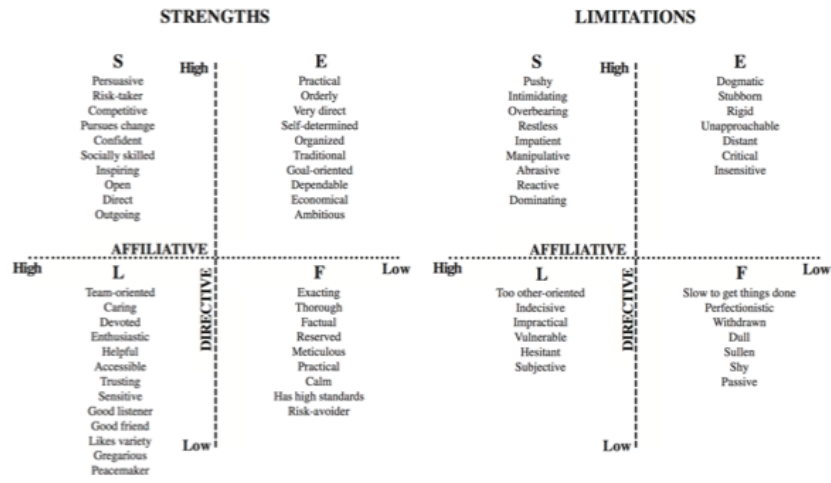 STRENGTHS
High
S
Persuasive
Risk-taker
Competitive
Pursues change
Confident
Socially skilled
Inspiring
Open
Direct
Outgoing
E
Practical
Orderly
Very direct
Self-determined
Organized
Traditional
Goal-oriented
Dependable
Economical
Ambitious
AFFILIATIVE
High
Low
DIRECTIVE
L
Team-oriented
Caring
Devoted
Enthusiastic
Helpful
Accessible
Trusting
Sensitive
Good listener
Good friend
Likes variety
Gregarious
Peacemaker
F
Exacting
Thorough
Factual
Reserved
Meticulous
Practical
Calm
Has high standards
Risk-avoider
Low
LIMITATIONS
High
S
Pushy
Intimidating
Overbearing
Restless
Impatient
Manipulative
Abrasive
Reactive
Dominating
E
Dogmatic
Stubborn
Rigid
Unapproachable
Distant
Critical
Insensitive
AFFILIATIVE
High
Low
DIRECTIVE
L
Too other-oriented
Indecisive
Impractical
Vulnerable
Hesitant
Subjective
F
Slow to get things done
Perfectionistic
Withdrawn
Dull
Sullen
Shy
Passive
Low